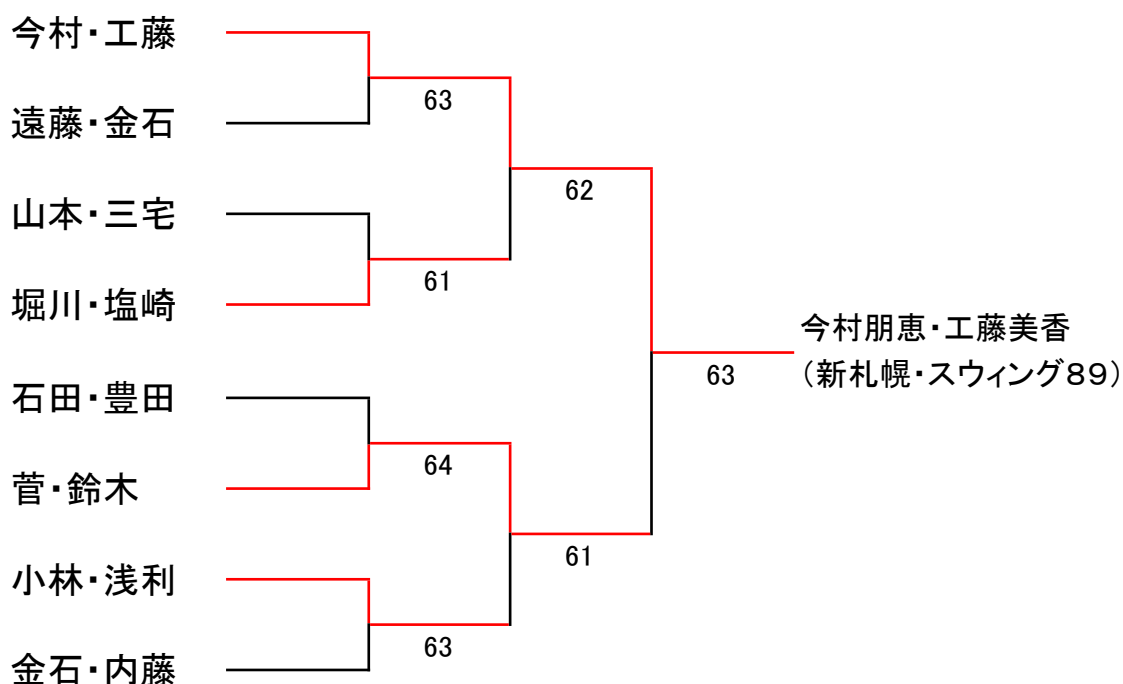 今村・工藤
63
遠藤・金石
62
山本・三宅
61
堀川・塩崎
今村朋恵・工藤美香
63
（新札幌・スウィング８９）
石田・豊田
64
菅・鈴木
61
小林・浅利
63
金石・内藤